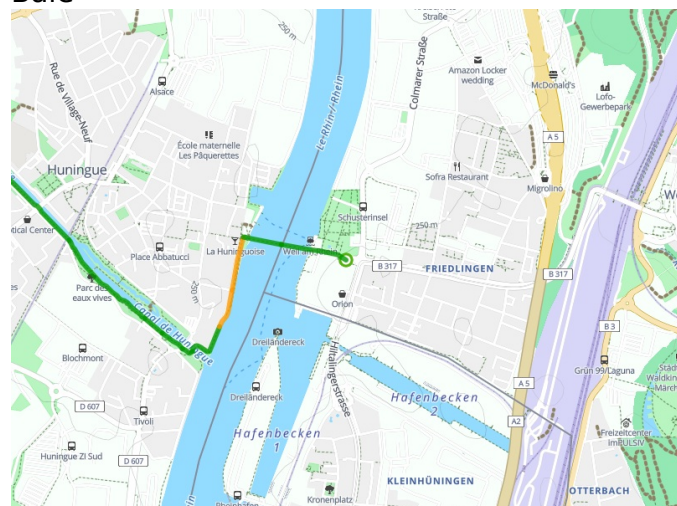 250 m
Straße
Rue de Village-Neuf
Alsace
Le Rhin / Rhein
Colmarer Straße
Amazon Locker
wedding
McDonald's
Lofo-
Gewerbepark
A 5
École maternelle
Les Pâquerettes
Huningue
Sofra Restaurant
Migrolino
Schusterinsel
250 m
tical Center
Place Abbatucci
La Huninguoise
Weil am
B 317
FRIEDLINGEN
B 317
Parc des
eaux vives
250 m
Canal de Huningue
Orion
B 3
Dreiländereck
Blochmont
Hiltalingerstrasse
Grün 99/Laguna
Dreiländereck
Hafenbecken
2
A 5
D 607
Tivoli
A2
Hafenbecken
1
Freizeitcenter
ImPULSIV
Huningue ZI Sud
D 607
KLEINHÜNINGEN
OTTERBACH
Kronenplatz